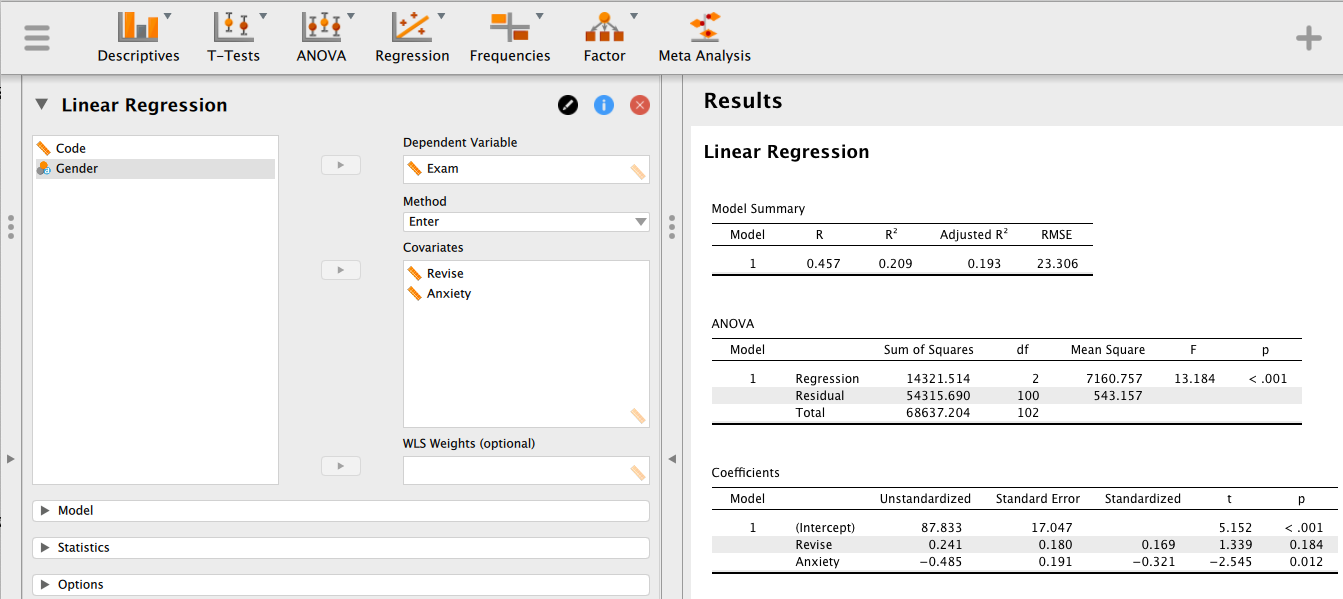 Descriptives T-Tests ANOVA Regression Frequencies Factor Meta Analysis
Linear Regression
Code
Gender
Dependent Variable
Exam
Method
Enter
Covariates
Revise
Anxiety
WLS Weights (optional)
Model
Statistics
Options
Results
Linear Regression
Model Summary
Model R R² Adjusted R² RMSE
1 0.457 0.209 0.193 23.306
ANOVA
Model Sum of Squares df Mean Square F p
1 Regression 14321.514 2 7160.757 13.184 < .001
Residual 54315.690 100 543.157
Total 68637.204 102
Coefficients
Model Unstandardized Standard Error Standardized t p
1 (Intercept) 87.833 17.047 5.152 < .001
Revise 0.241 0.180 0.169 1.339 0.184
Anxiety −0.485 0.191 −0.321 −2.545 0.012